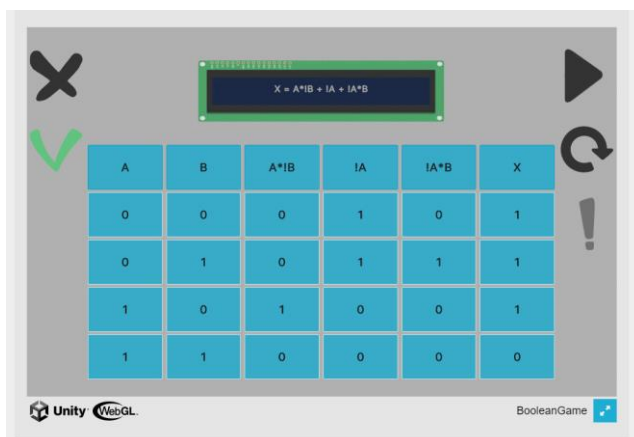 X = A*!B + !A + !A*B
A B A*!B !A !A*B X
0 0 0 1 0 1
0 1 0 1 1 1
1 0 1 0 0 1
1 1 0 0 0 0
Unity WebGL. BooleanGame